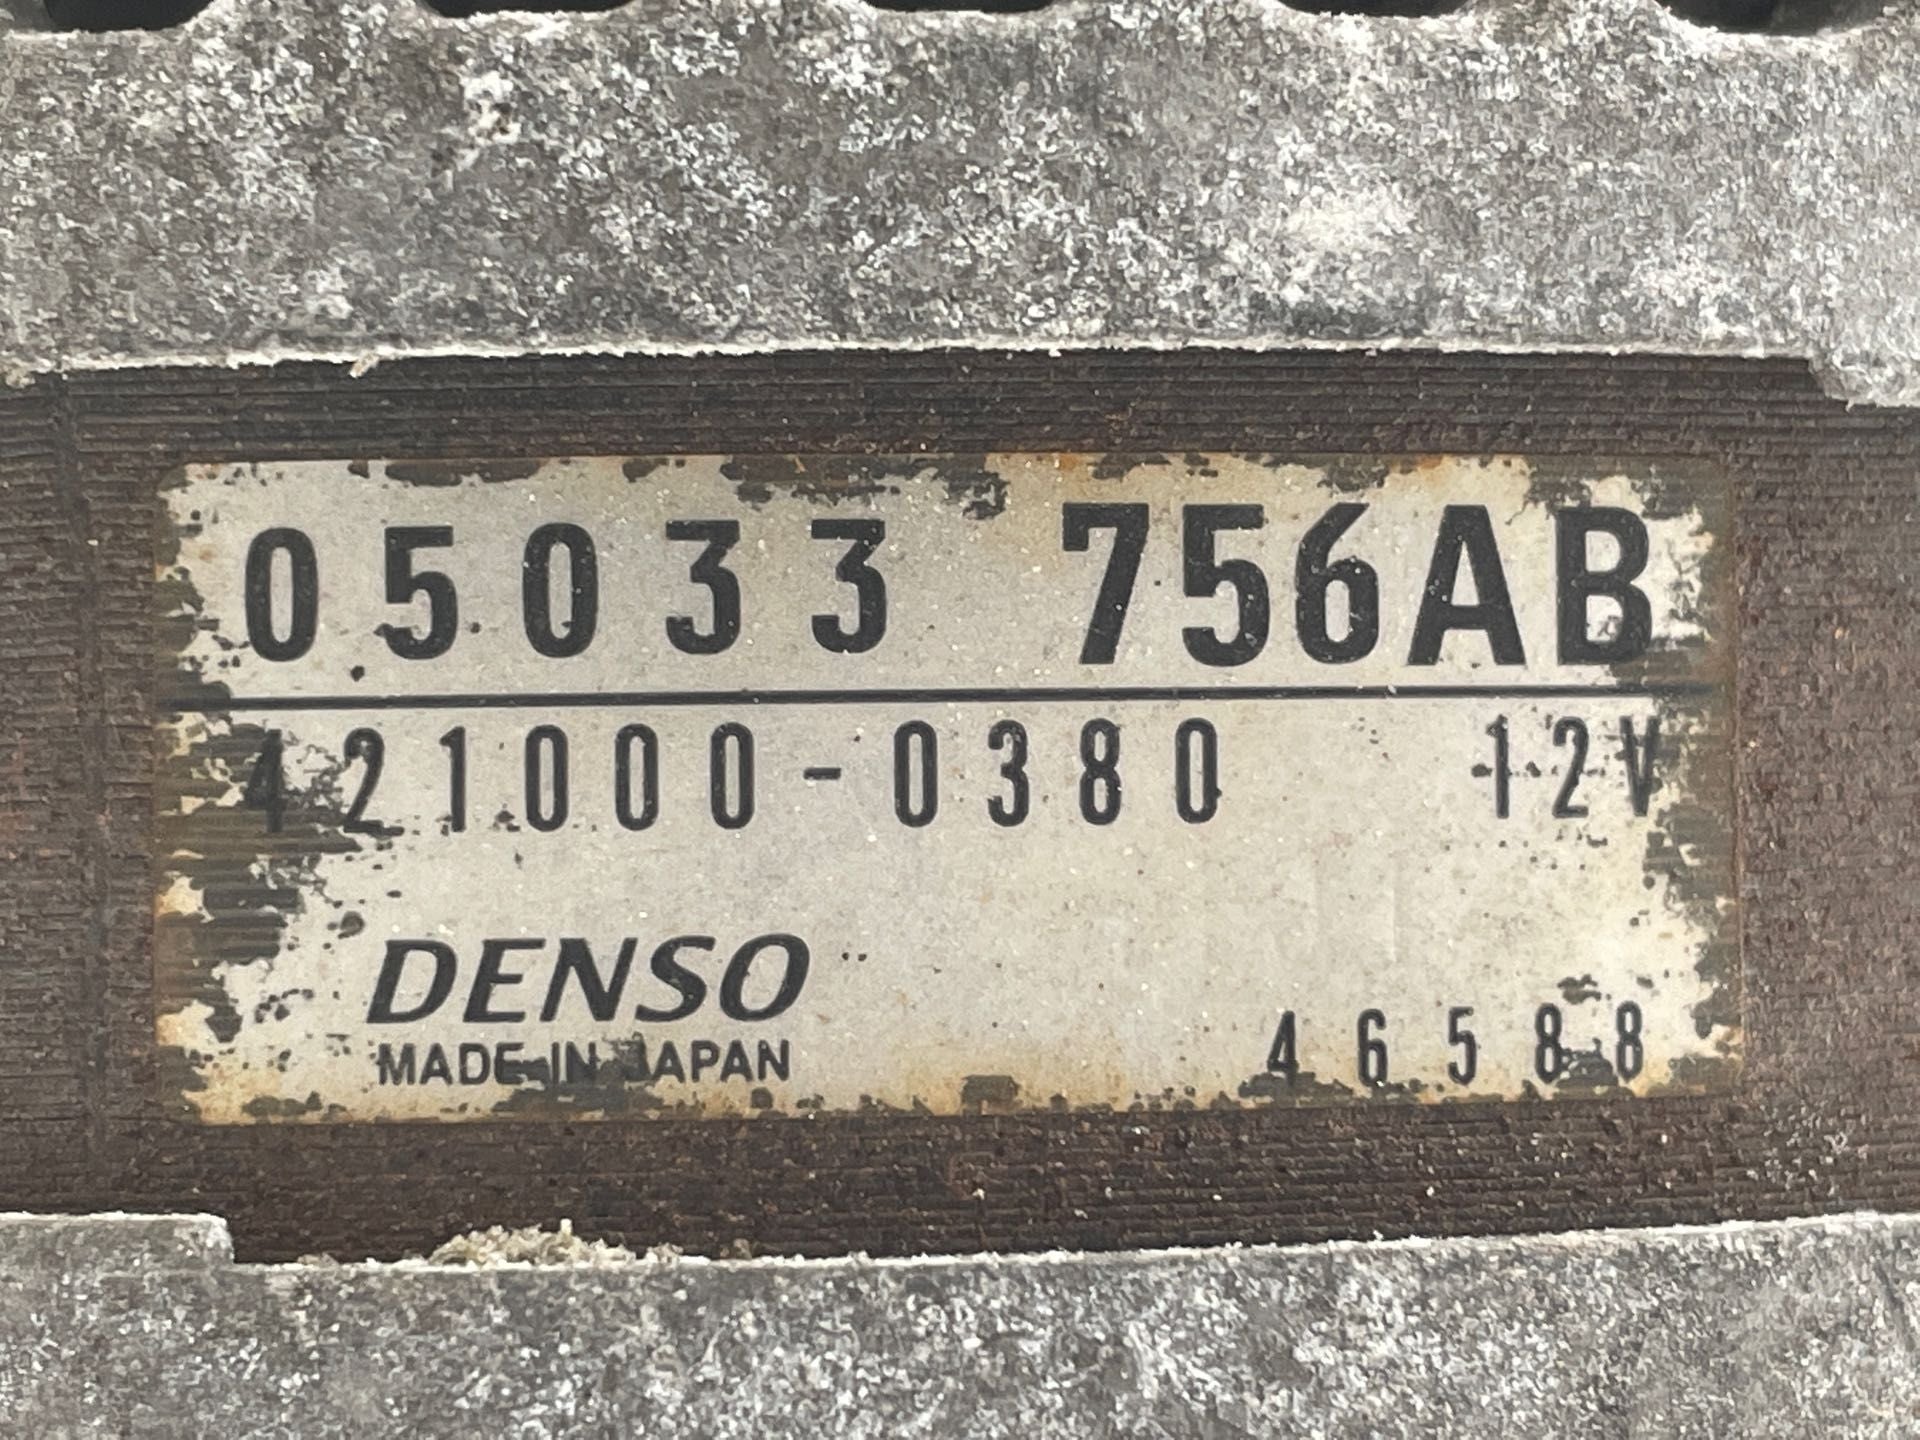 05033 756AB
421000-0380 12V
DENSO
MADE IN JAPAN
46588